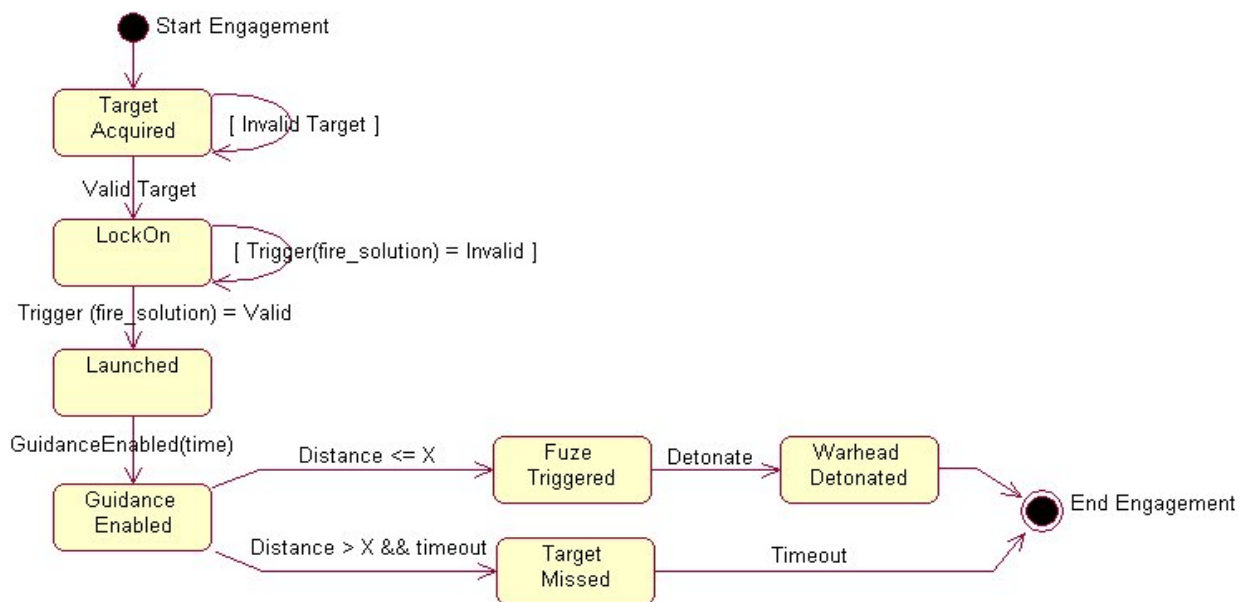 Start Engagement
Target
Acquired
[ Invalid Target ]
Valid Target
LockOn
[ Trigger(fire_solution) = Invalid ]
Trigger (fire_solution) = Valid
Launched
GuidanceEnabled(time)
Guidance
Enabled
Distance <= X
Fuze
Triggered
Detonate
Warhead
Detonated
End Engagement
Distance > X && timeout
Target
Missed
Timeout